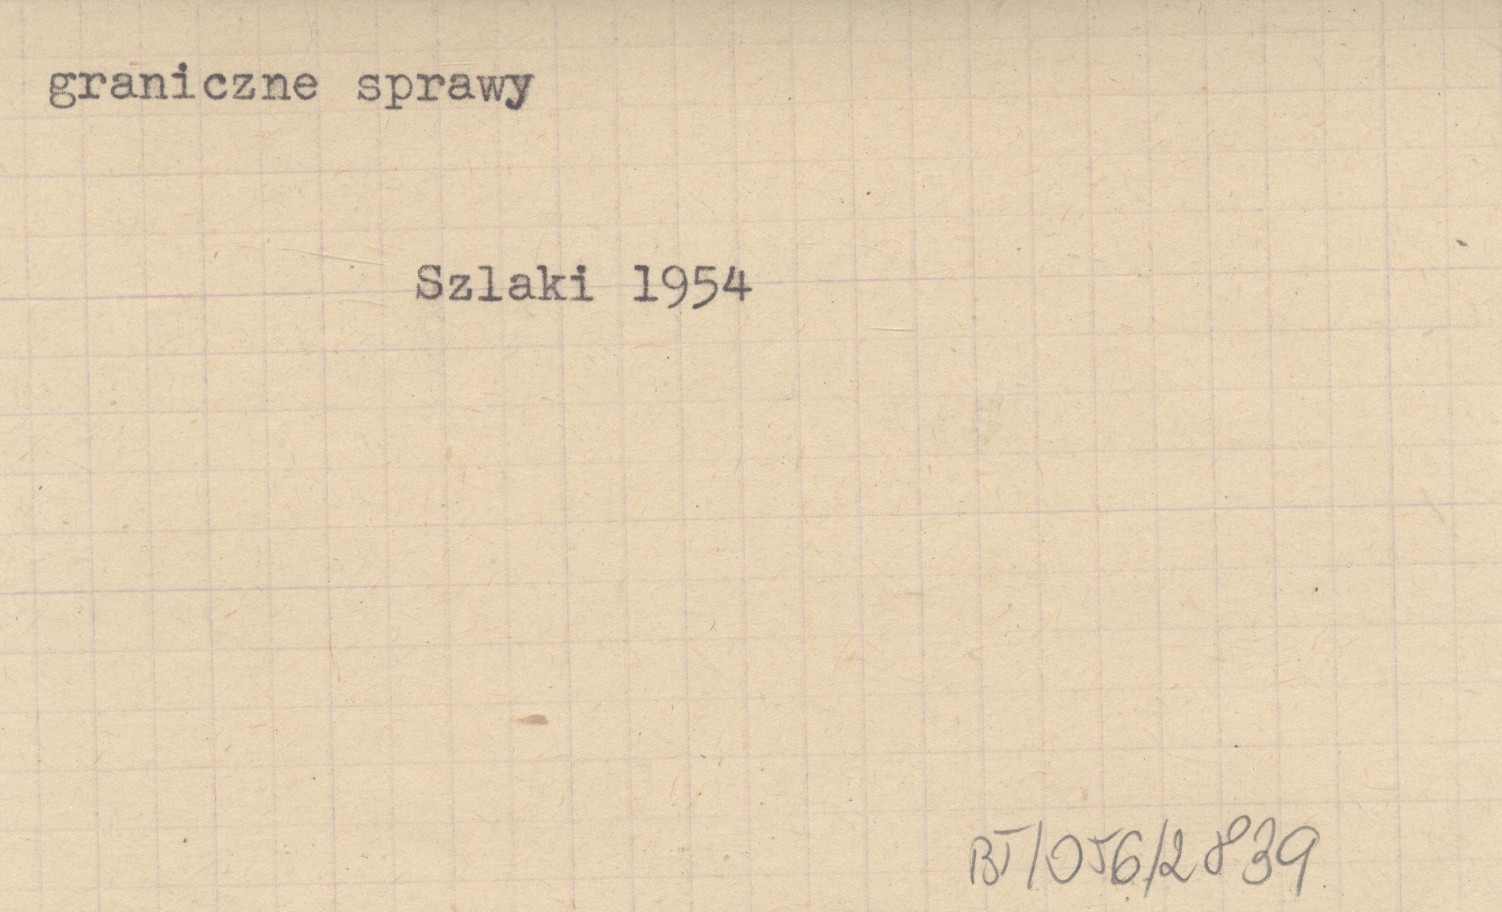 graniczne sprawy
Szlaki 1954
BT/056/2839